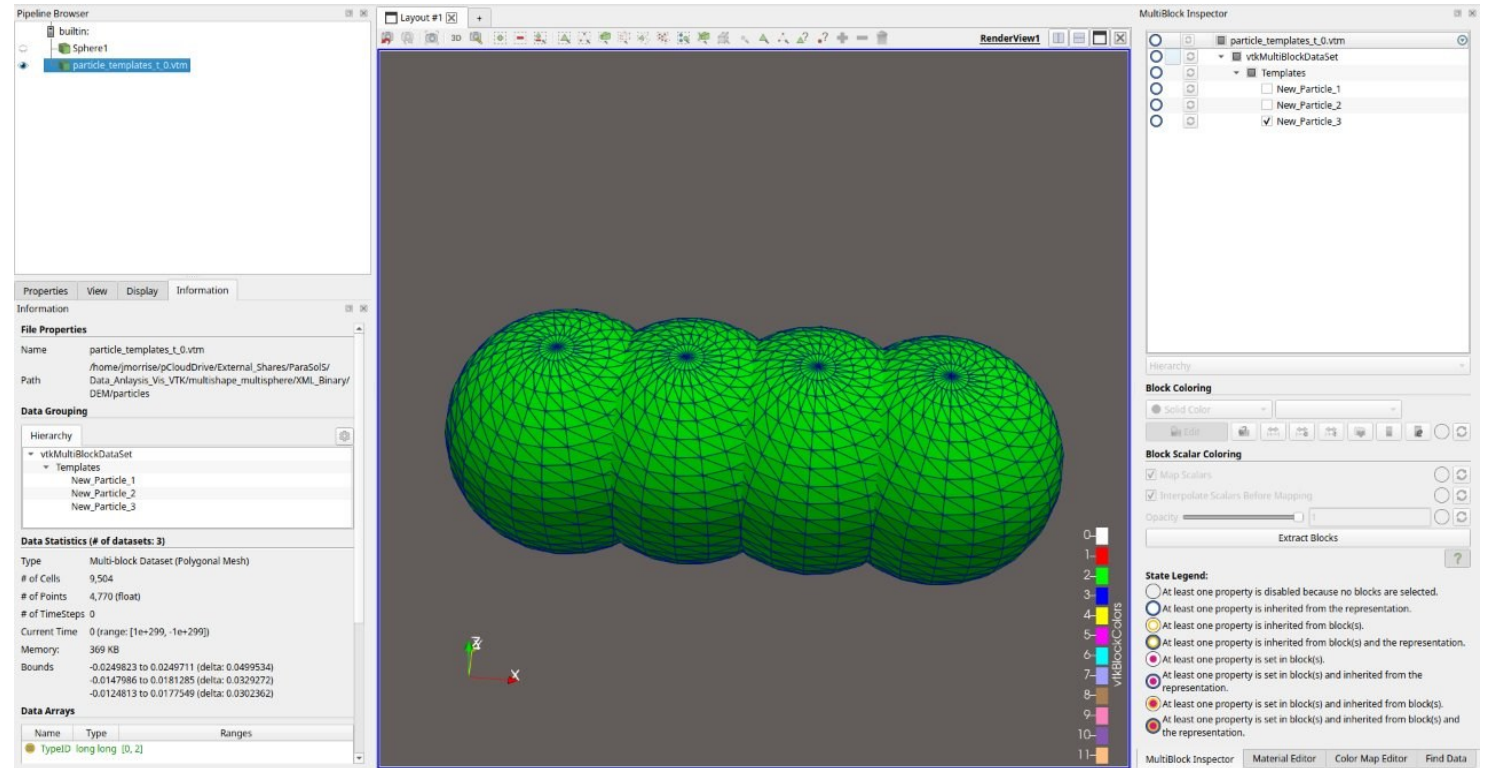 Pipeline Browser
builtin:
Sphere1
particle_templates_t_0.vtm
Properties View Display Information
Information
File Properties
Name particle_templates_t_0.vtm
Path /home/jmorrise/pCloudDrive/External_Shares/ParaSolS/
Data_Anlaysis_Vis_VTK/multishape_multisphere/XML_Binary/
DEM/particles
Data Grouping
Hierarchy
vtkMultiBlockDataSet
Templates
New_Particle_1
New_Particle_2
New_Particle_3
Data Statistics (# of datasets: 3)
Type Multi-block Dataset (Polygonal Mesh)
# of Cells 9,504
# of Points 4,770 (float)
# of TimeSteps 0
Current Time 0 (range: [1e+299, -1e+299])
Memory: 369 KB
Bounds -0.0249823 to 0.0249711 (delta: 0.0499534)
-0.0147986 to 0.0181285 (delta: 0.0329272)
-0.0124813 to 0.0177549 (delta: 0.0302362)
Data Arrays
Name Type Ranges
TypeID long long [0, 2]
Layout #1 +
3D RenderView1
Z
X
0
1
2
3
4
5
6
7
8
9
10
11
vtkBlockColors
MultiBlock Inspector
particle_templates_t_0.vtm
vtkMultiBlockDataSet
Templates
New_Particle_1
New_Particle_2
New_Particle_3
Hierarchy
Block Coloring
Solid Color
Edit
Block Scalar Coloring
Map Scalars
Interpolate Scalars Before Mapping
Opacity 1
Extract Blocks
?
State Legend:
At least one property is disabled because no blocks are selected.
At least one property is inherited from the representation.
At least one property is inherited from block(s).
At least one property is inherited from block(s) and the representation.
At least one property is set in block(s).
At least one property is set in block(s) and inherited from the
representation.
At least one property is set in block(s) and inherited from block(s).
At least one property is set in block(s) and inherited from block(s) and
the representation.
MultiBlock Inspector Material Editor Color Map Editor Find Data